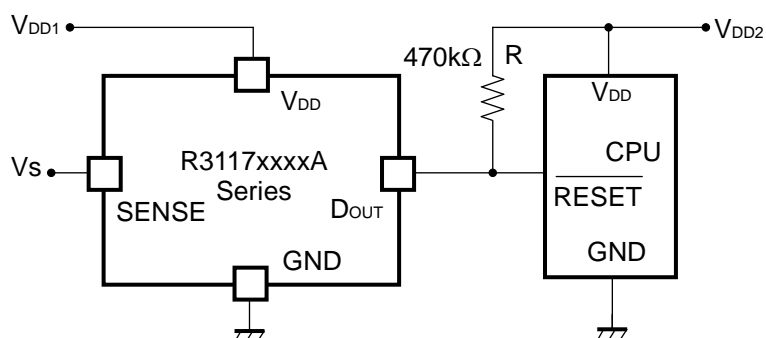 VDD1
VDD2
470kΩ R
VDD
VDD
R3117xxxxA
Series
CPU
Vs
SENSE
DOUT
RESET
GND
GND